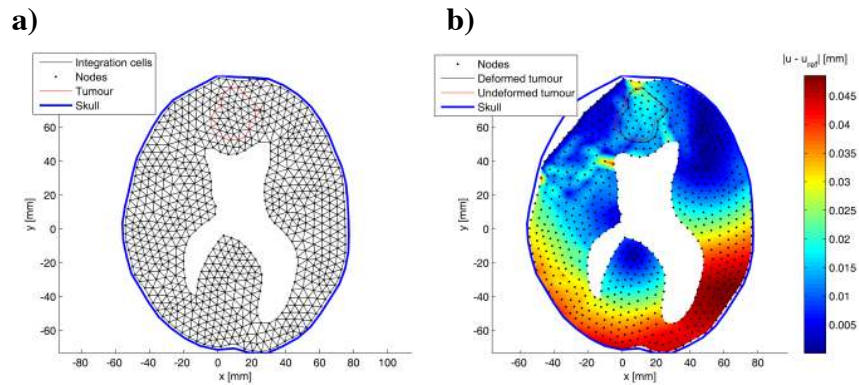 a)
Integration cells
Nodes
Tumour
Skull
60
40
20
0
-20
-40
-60
y [mm]
-80 -60 -40 -20 0 20 40 60 80 100
x [mm]
b)
Nodes
Deformed tumour
Undeformed tumour
Skull
60
40
20
0
-20
-40
-60
y [mm]
-60 -40 -20 0 20 40 60 80
x [mm]
|u - u_ref| [mm]
0.045
0.04
0.035
0.03
0.025
0.02
0.015
0.01
0.005